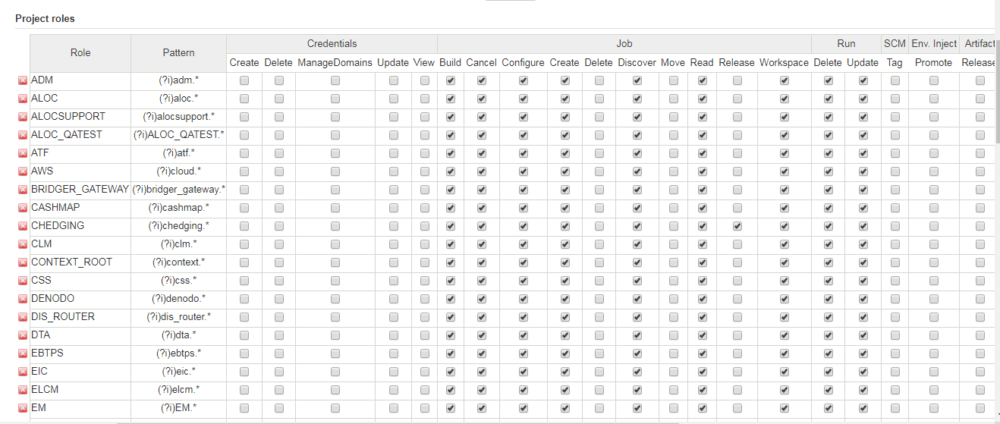 Project roles
Role Pattern Credentials Job Run SCM Env. Inject Artifact
Create Delete ManageDomains Update View Build Cancel Configure Create Delete Discover Move Read Release Workspace Delete Update Tag Promote Release
ADM (?i)adm.*
ALOC (?i)aloc.*
ALOCSUPPORT (?i)alocsupport.*
ALOC_QATEST (?i)ALOC_QATEST.*
ATF (?i)atf.*
AWS (?i)cloud.*
BRIDGER_GATEWAY (?i)bridger_gateway.*
CASHMAP (?i)cashmap.*
CHEDGING (?i)chedging.*
CLM (?i)clm.*
CONTEXT_ROOT (?i)context.*
CSS (?i)css.*
DENODO (?i)denodo.*
DIS_ROUTER (?i)dis_router.*
DTA (?i)dta.*
EBTPS (?i)ebtps.*
EIC (?i)eic.*
ELCM (?i)elcm.*
EM (?i)EM.*